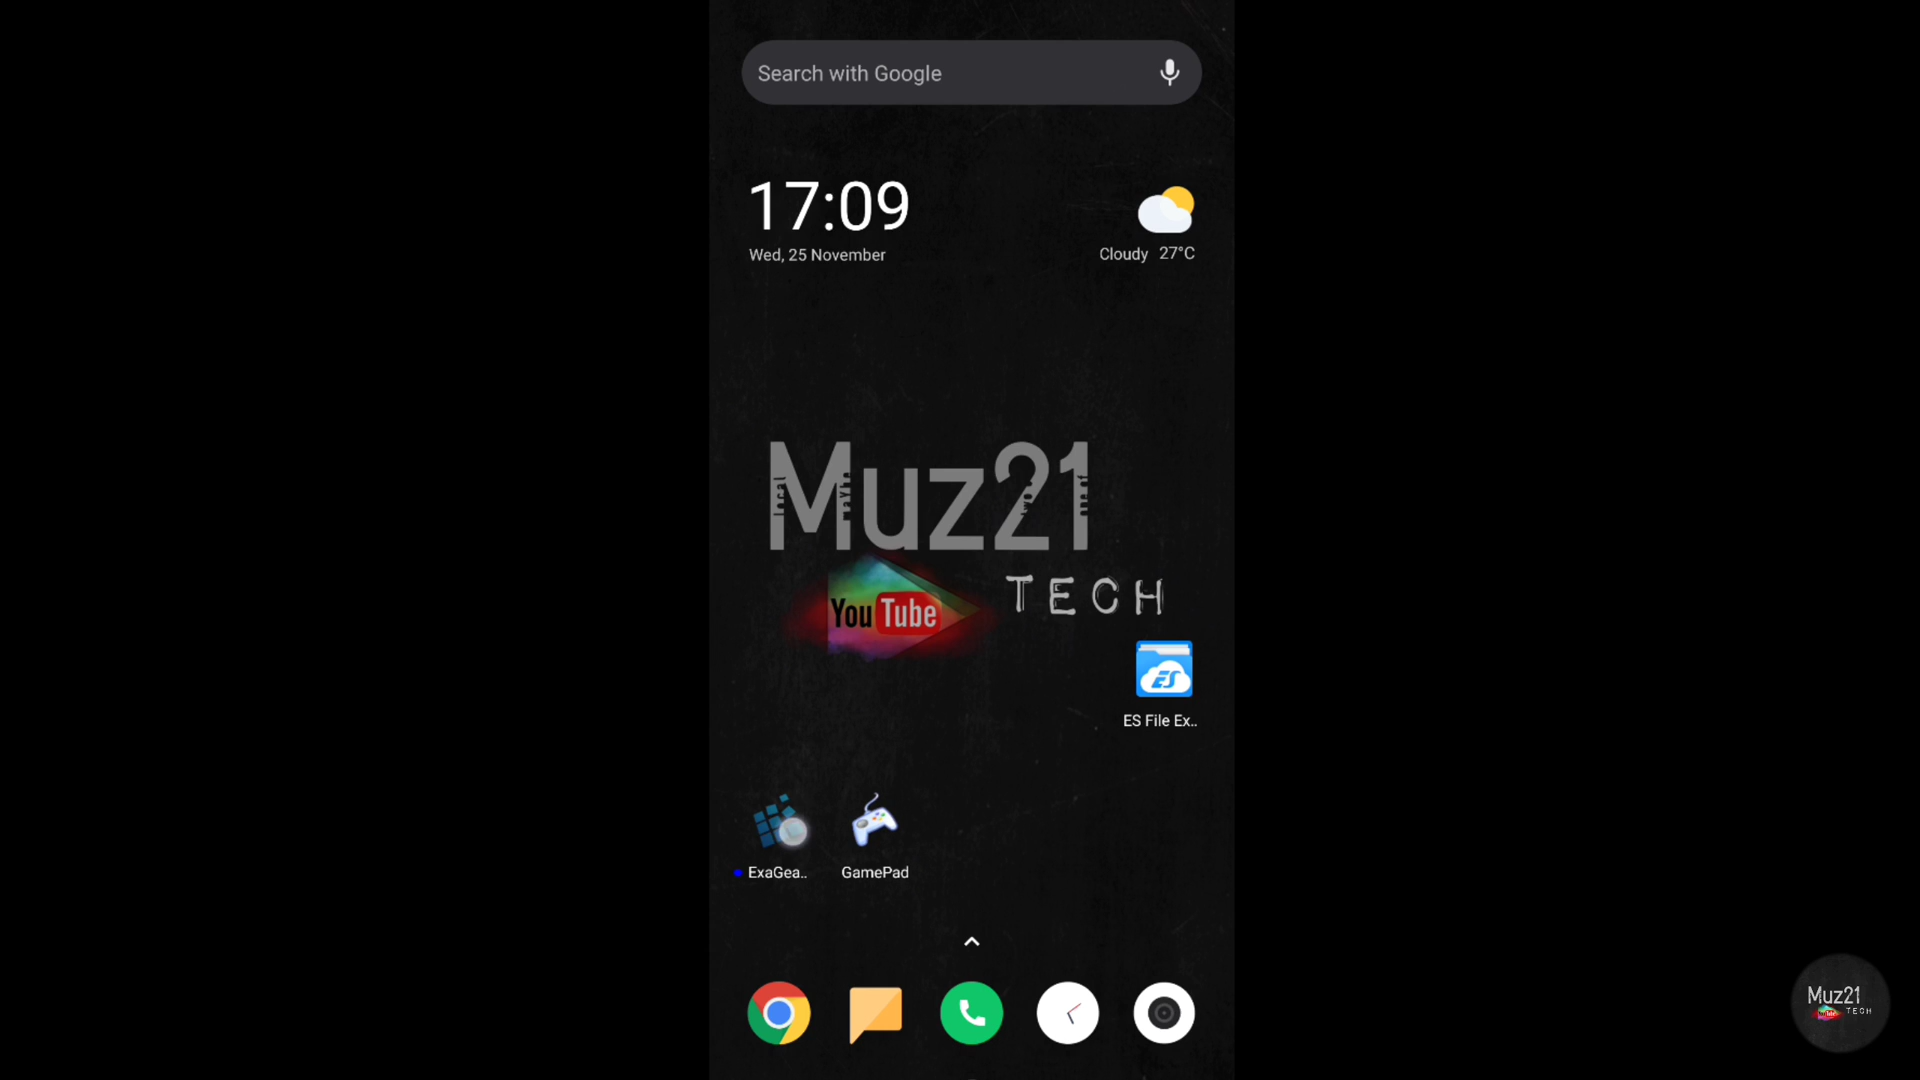 Search with Google
17:09
Wed, 25 November
Cloudy 27°C
Muz21
TECH
YouTube
ES File Ex..
ExaGea..
GamePad
Muz21
YouTube
TECH